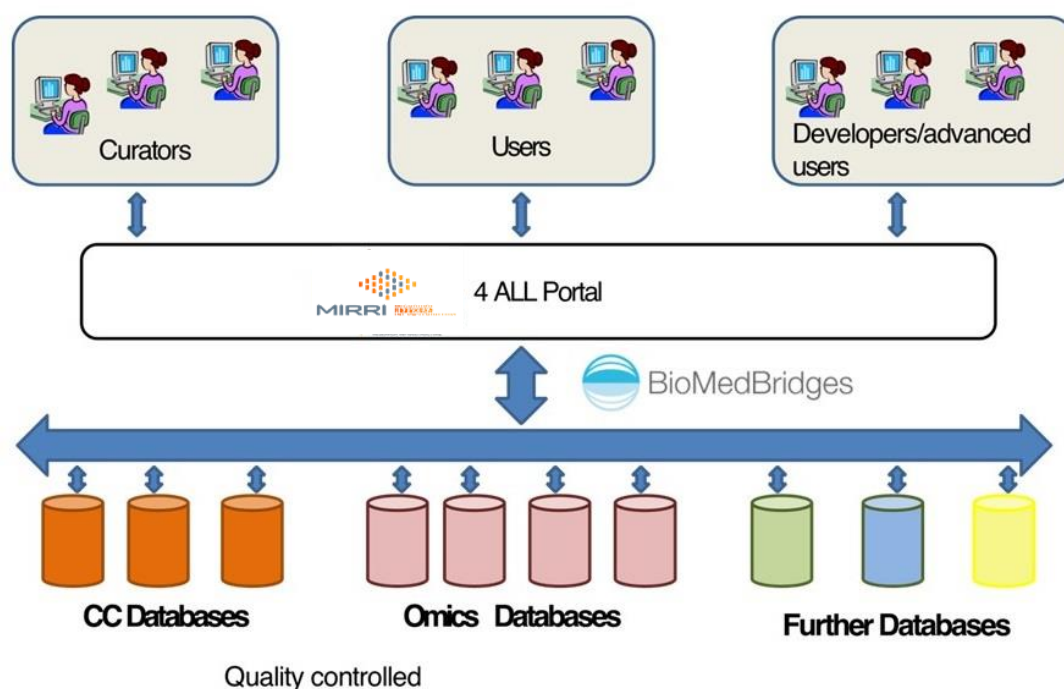 Curators
Users
Developers/advanced
users
MIRRI
4 ALL Portal
BioMedBridges
CC Databases
Omics Databases
Further Databases
Quality controlled